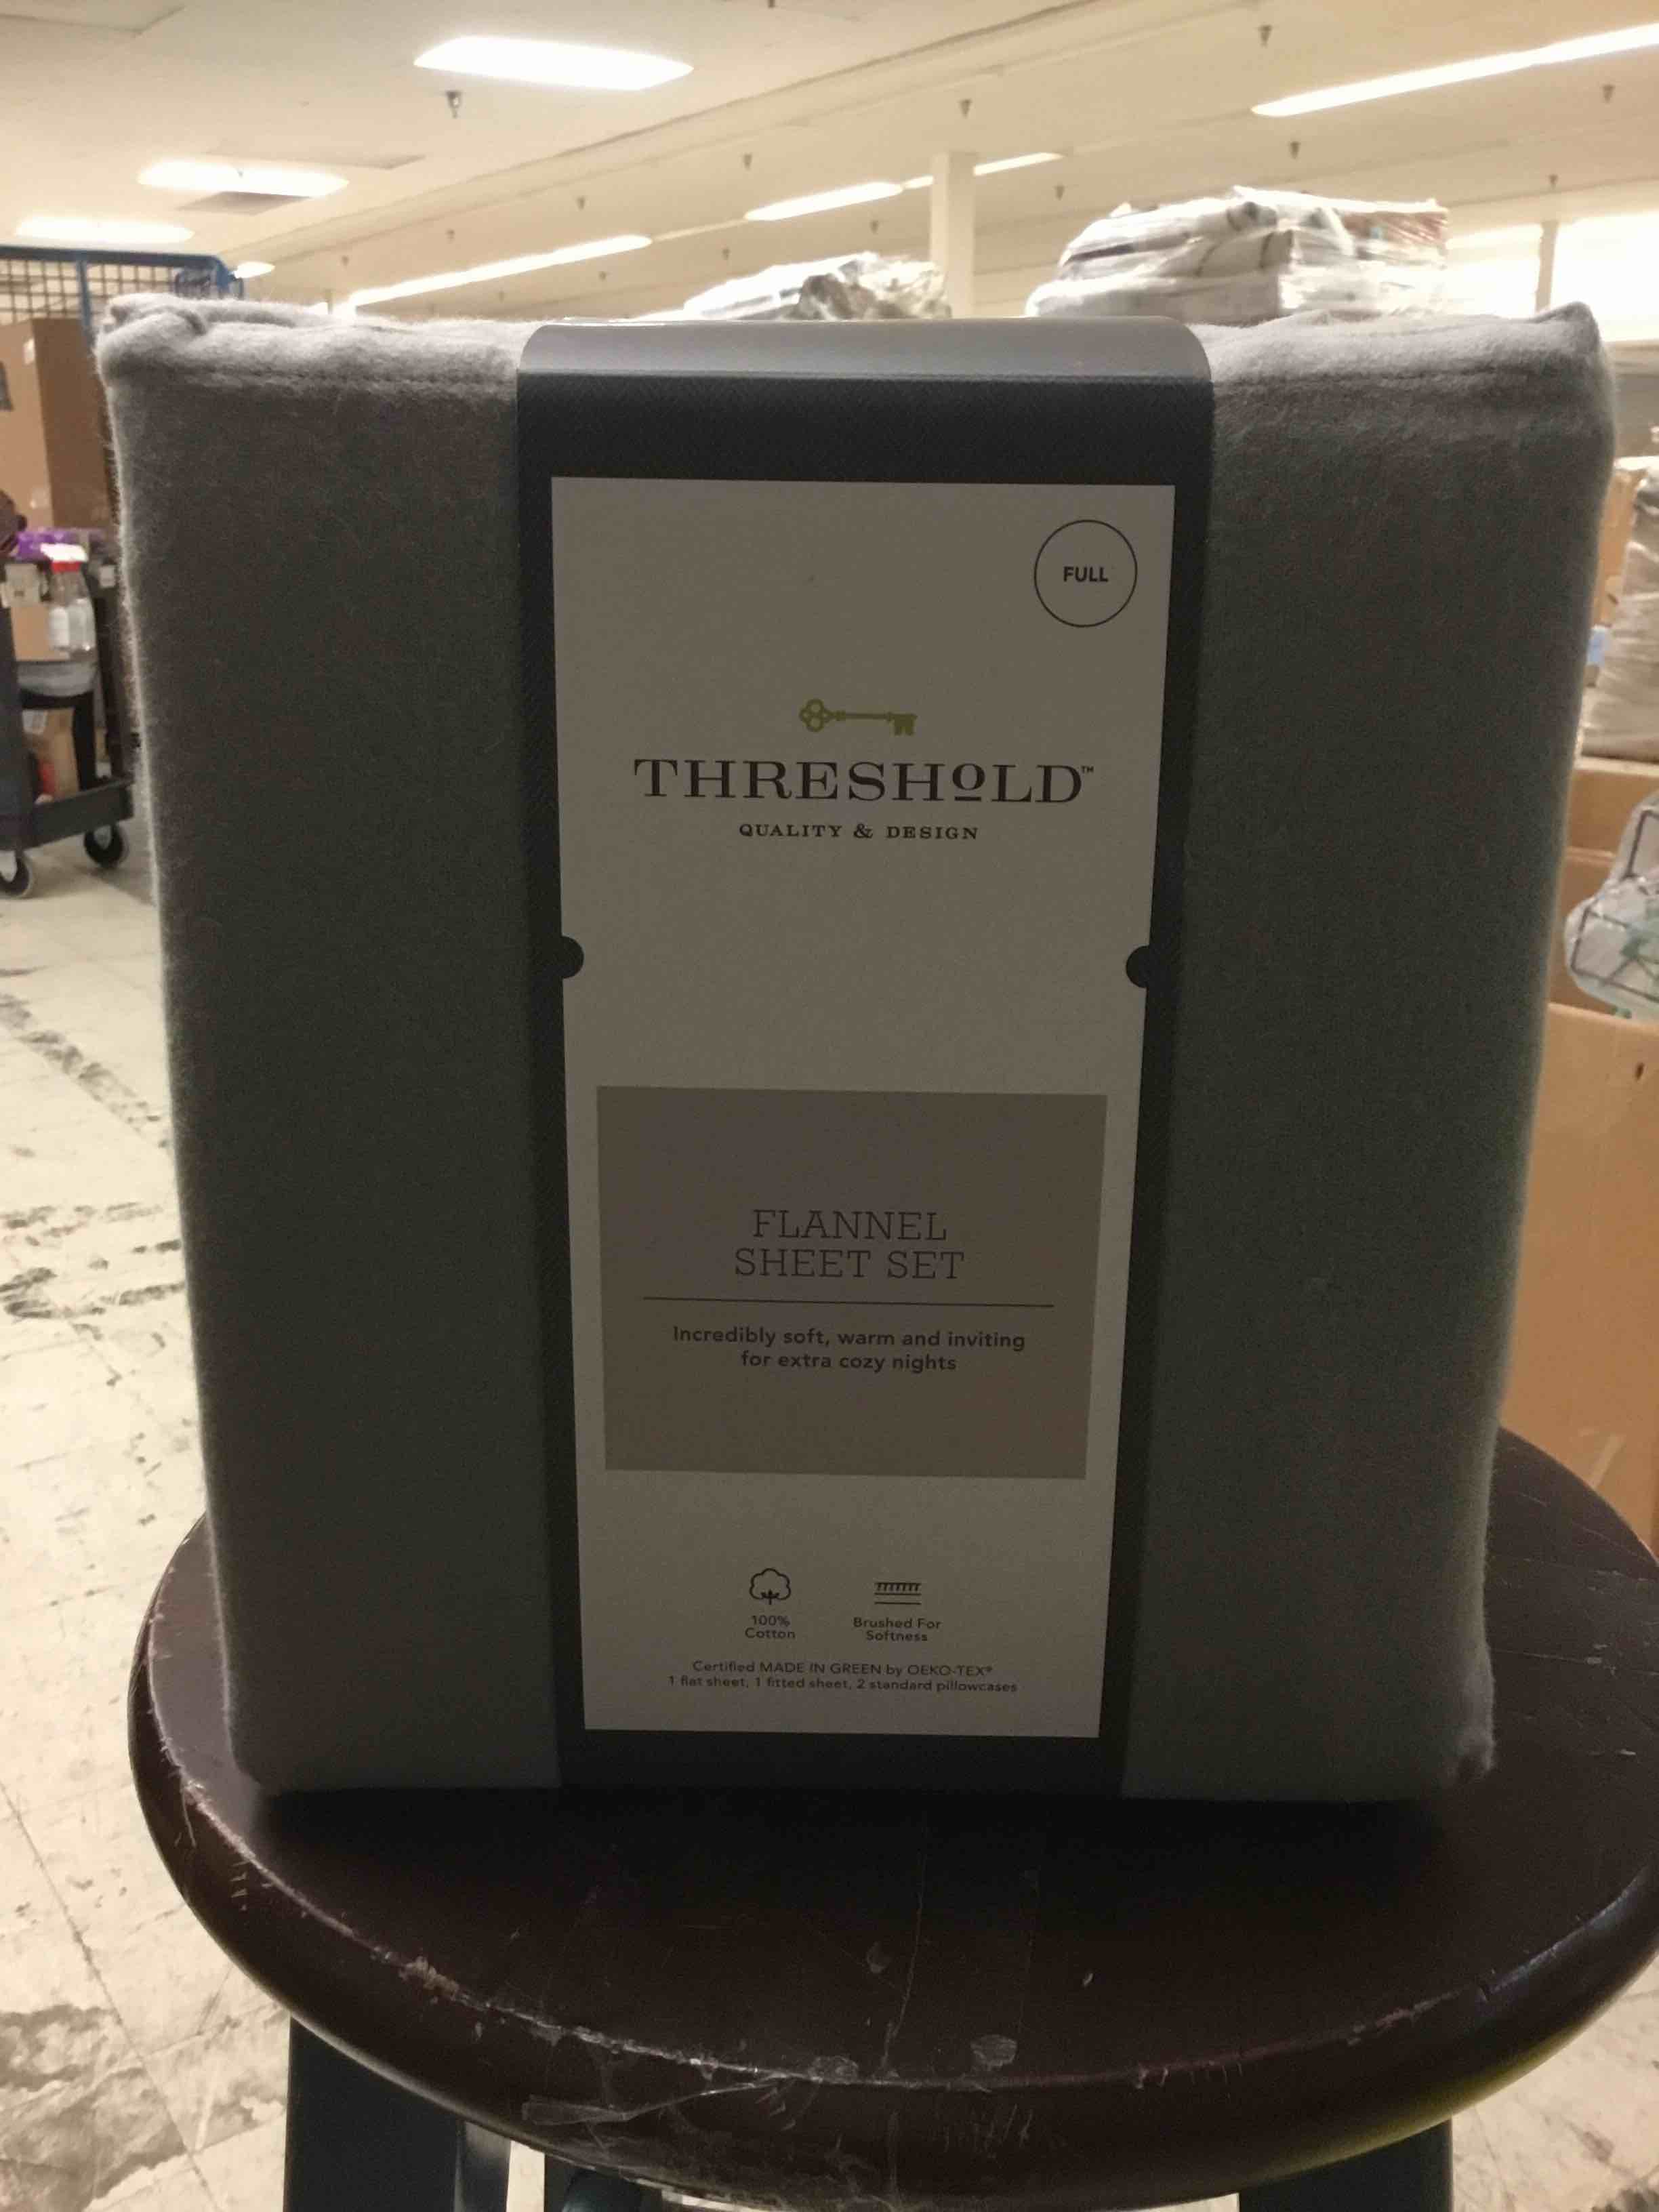 FULL
THRESHOLD™
QUALITY & DESIGN
FLANNEL
SHEET SET
Incredibly soft, warm and inviting
for extra cozy nights
100%
Cotton
Brushed For
Softness
Certified MADE IN GREEN by OEKO-TEX®
1 flat sheet, 1 fitted sheet, 2 standard pillowcases